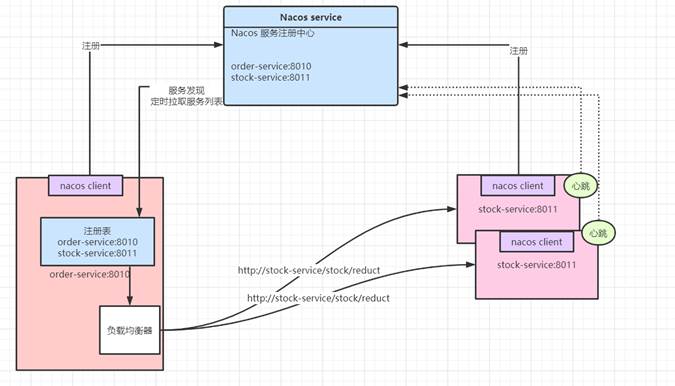 Nacos service
Nacos 服务注册中心
order-service:8010
stock-service:8011
注册
注册
服务发现
定时拉取服务列表
nacos client
注册表
order-service:8010
stock-service:8011
order-service:8010
负载均衡器
http://stock-service/stock/reduct
http://stock-service/stock/reduct
nacos client
心跳
stock-service:8011
nacos client
心跳
stock-service:8011